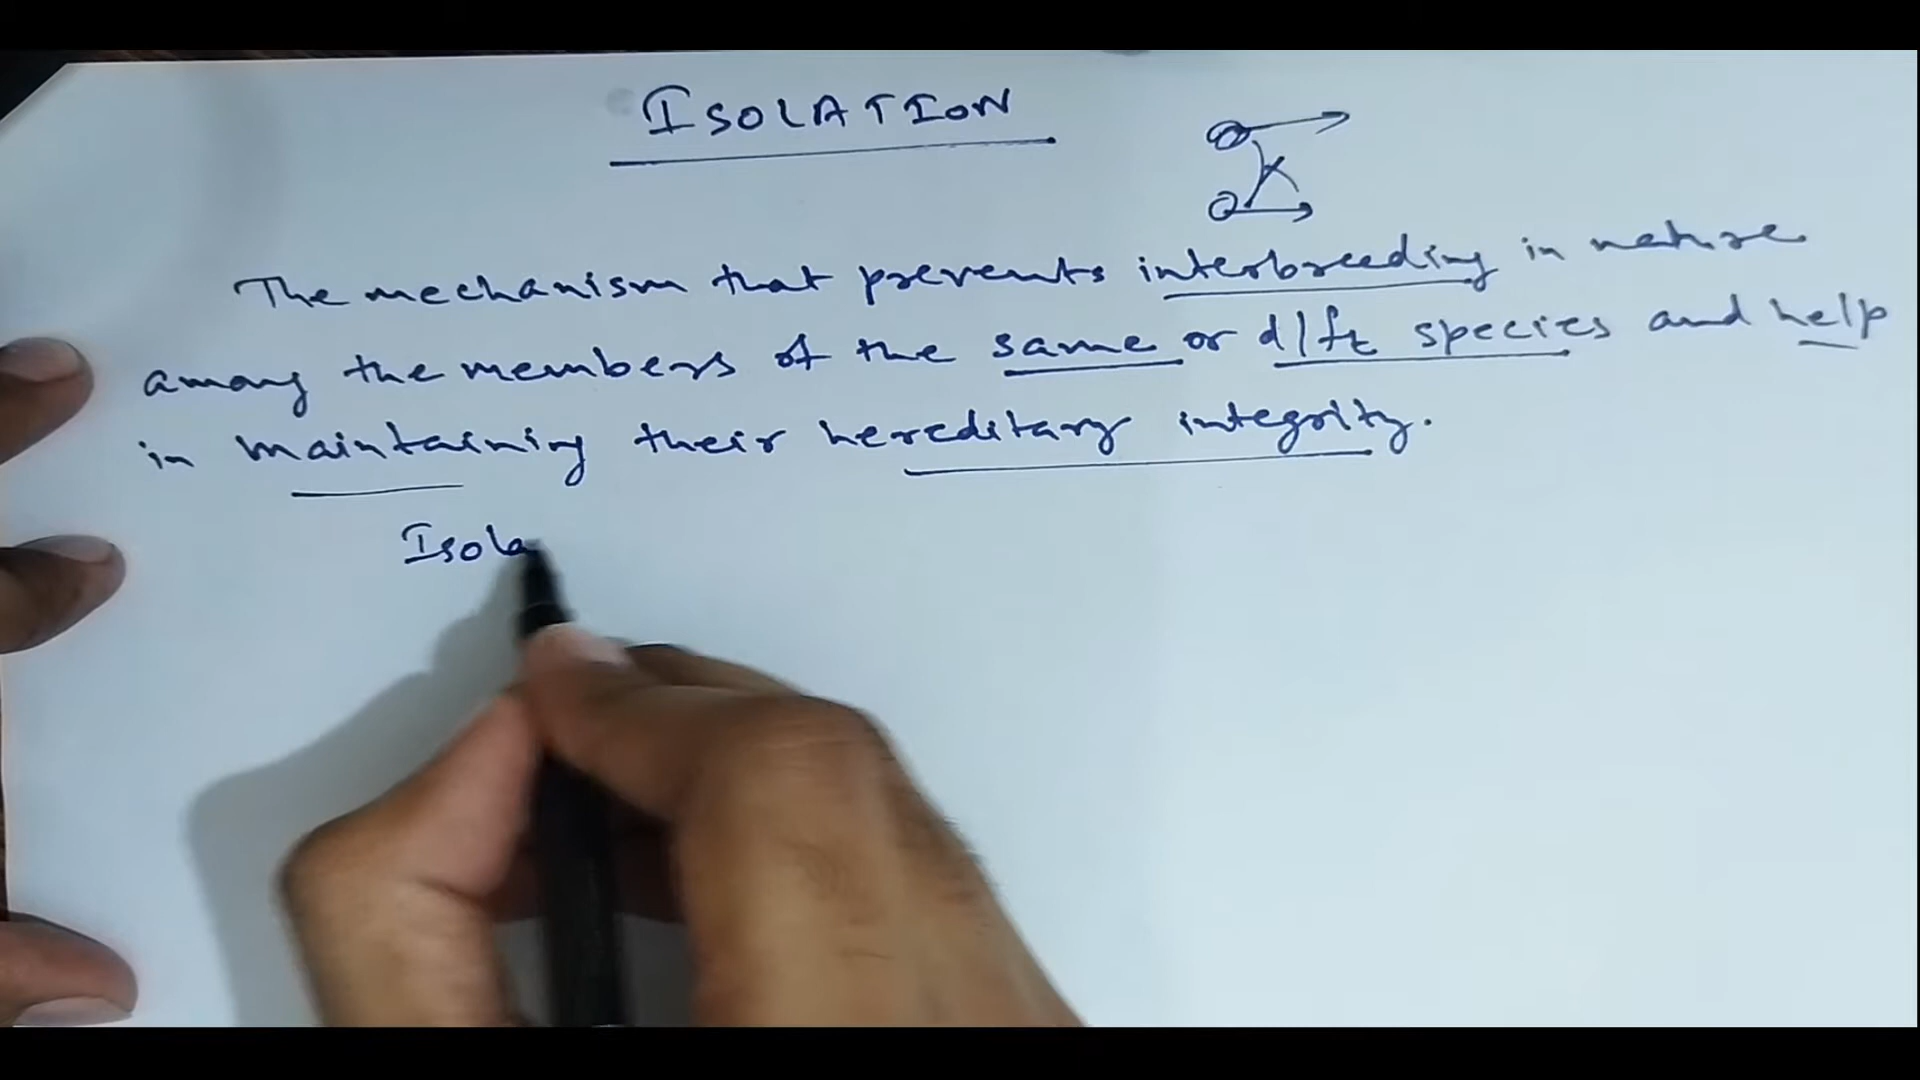 ISOLATION
The mechanism that prevents interbreeding in nature
among the members of the same or d/ft species and help
in maintaining their hereditary integrity.
Isola